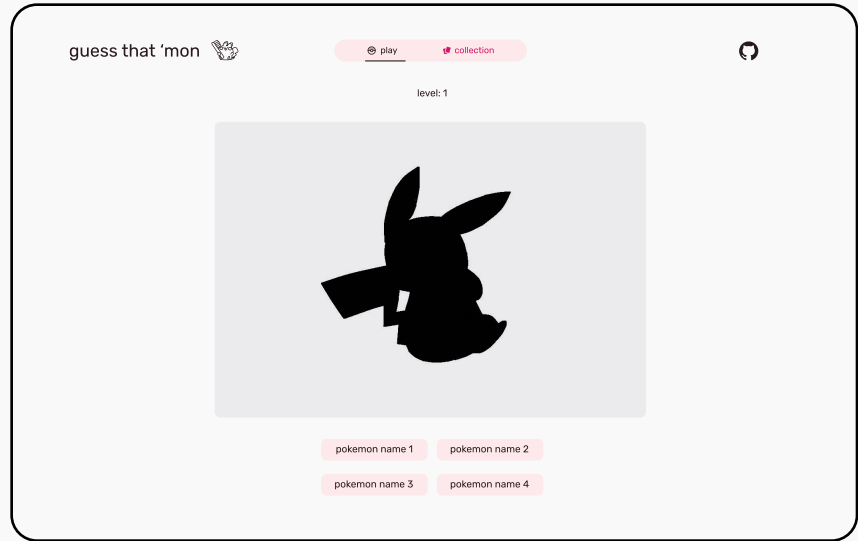 guess that ‘mon
play
collection
level: 1
pokemon name 1
pokemon name 2
pokemon name 3
pokemon name 4